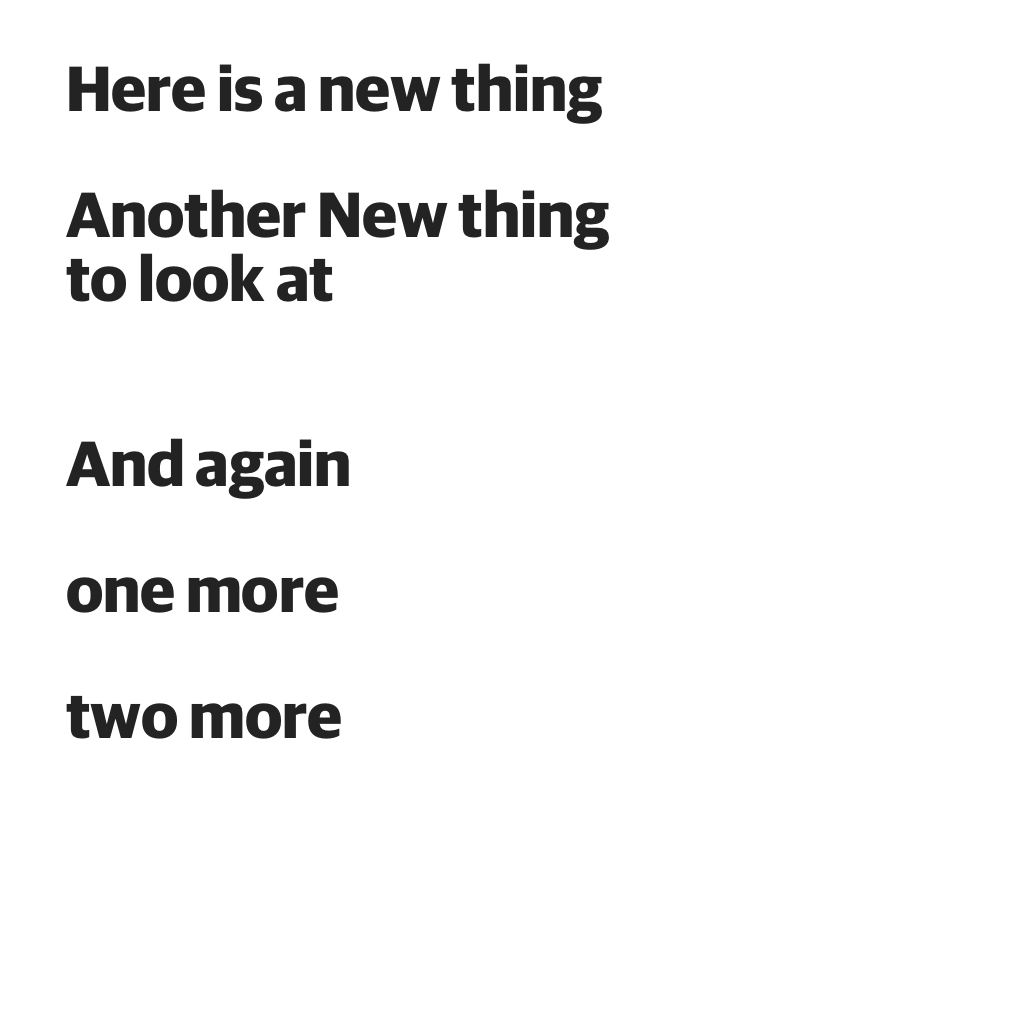 Here is a new thing
Another New thing
to look at
And again
one more
two more